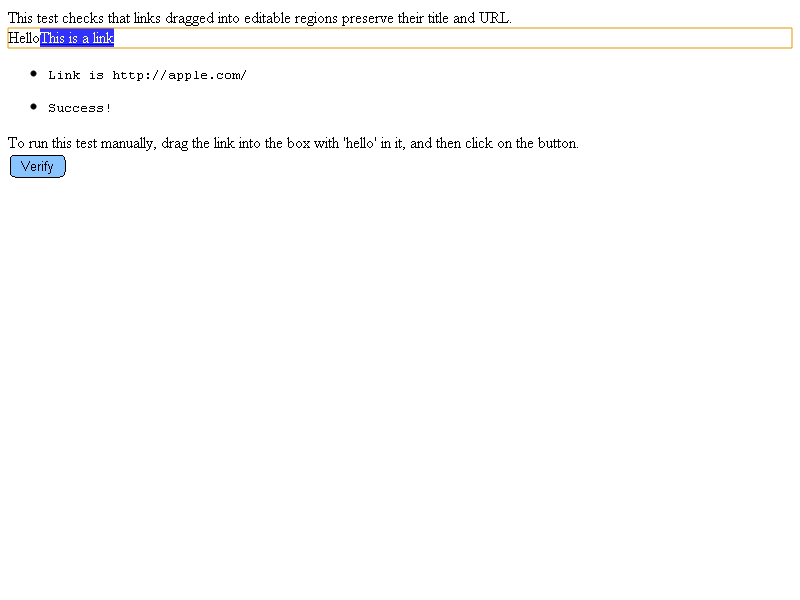 This test checks that links dragged into editable regions preserve their title and URL.
HelloThis is a link
Link is http://apple.com/
Success!
To run this test manually, drag the link into the box with 'hello' in it, and then click on the button.
Verify